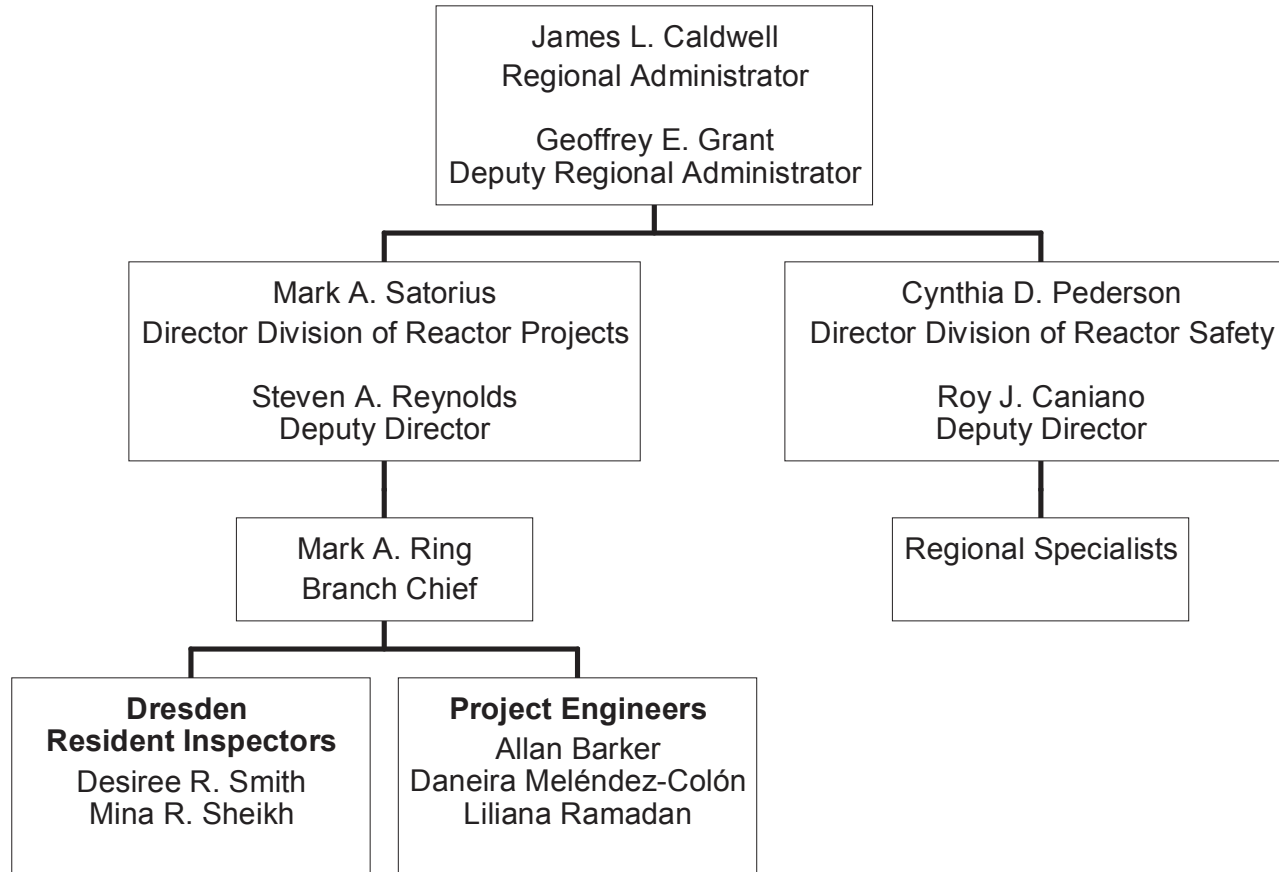 James L. Caldwell
Regional Administrator
Geoffrey E. Grant
Deputy Regional Administrator
Mark A. Satorius
Director Division of Reactor Projects
Steven A. Reynolds
Deputy Director
Cynthia D. Pederson
Director Division of Reactor Safety
Roy J. Caniano
Deputy Director
Mark A. Ring
Branch Chief
Regional Specialists
Dresden
Resident Inspectors
Desiree R. Smith
Mina R. Sheikh
Project Engineers
Allan Barker
Daneira Meléndez-Colón
Liliana Ramadan